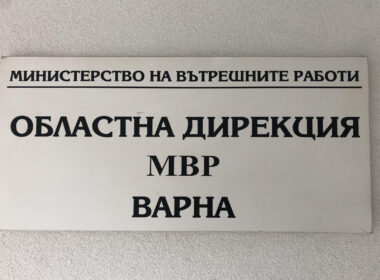 МИНИСТЕРСТВО НА ВЪТРЕШНИТЕ РАБОТИ
ОБЛАСТНА ДИРЕКЦИЯ
МВР
ВАРНА